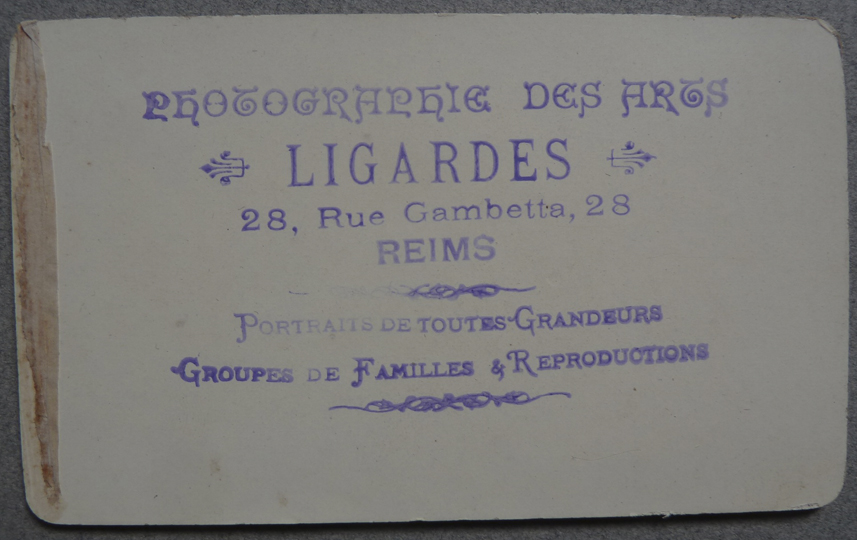 PHOTOGRAPHIE DES ARTS
LIGARDES
28, Rue Gambetta, 28
REIMS
PORTRAITS DE TOUTES GRANDEURS
GROUPES DE FAMILLES & REPRODUCTIONS